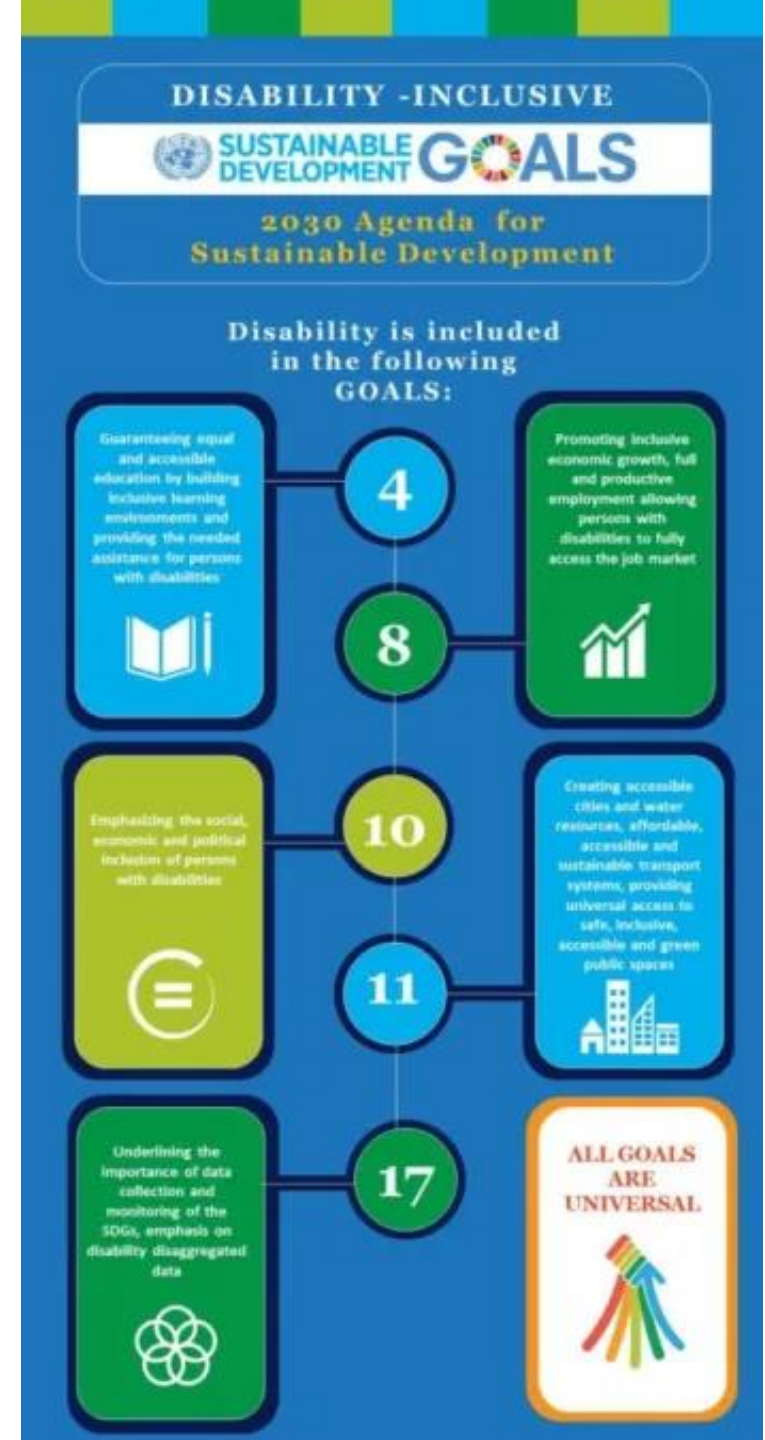 DISABILITY -INCLUSIVE
SUSTAINABLE
DEVELOPMENT GOALS
2030 Agenda for
Sustainable Development
Disability is included
in the following
GOALS:
Guaranteeing equal
and accessible
education by building
inclusive learning
environments and
providing the needed
assistance for persons
with disabilities
4
Promoting inclusive
economic growth, full
and productive
employment allowing
persons with
disabilities to fully
access the job market
8
Emphasizing the social,
economic and political
inclusion of persons
with disabilities
10
Creating accessible
cities and water
resources, affordable,
accessible and
sustainable transport
systems, providing
universal access to
safe, inclusive,
accessible and green
public spaces
11
Underlining the
importance of data
collection and
monitoring of the
SDGs, emphasis on
disability disaggregated
data
17
ALL GOALS
ARE
UNIVERSAL